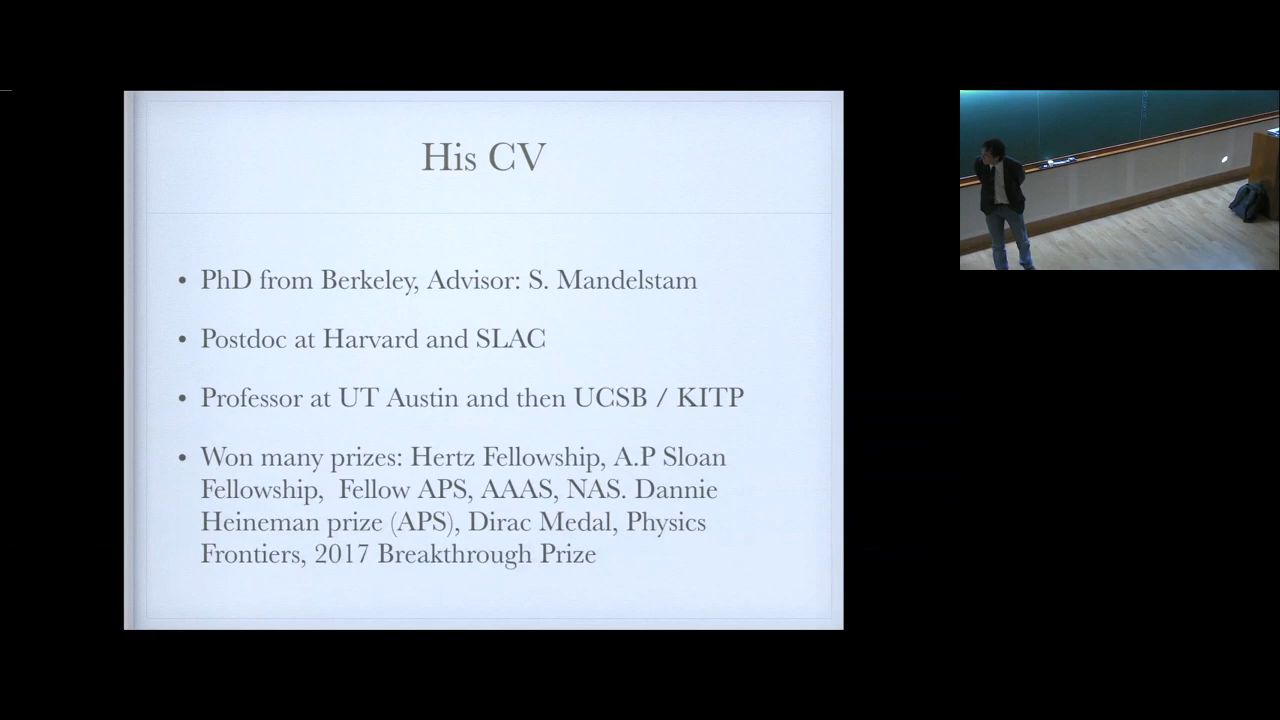 His CV
• PhD from Berkeley, Advisor: S. Mandelstam
• Postdoc at Harvard and SLAC
• Professor at UT Austin and then UCSB / KITP
• Won many prizes: Hertz Fellowship, A.P Sloan
Fellowship, Fellow APS, AAAS, NAS. Dannie
Heineman prize (APS), Dirac Medal, Physics
Frontiers, 2017 Breakthrough Prize